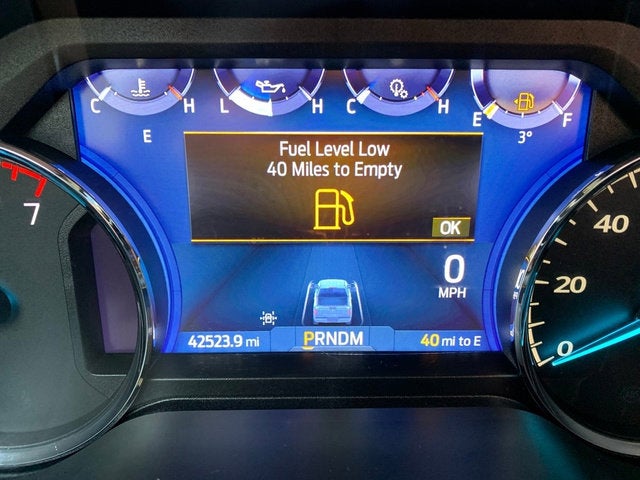 C H L H C H E F
E 3°
Fuel Level Low
40 Miles to Empty
OK
7
40
0
MPH
20
42523.9 mi PRNDM 40 mi to E
0